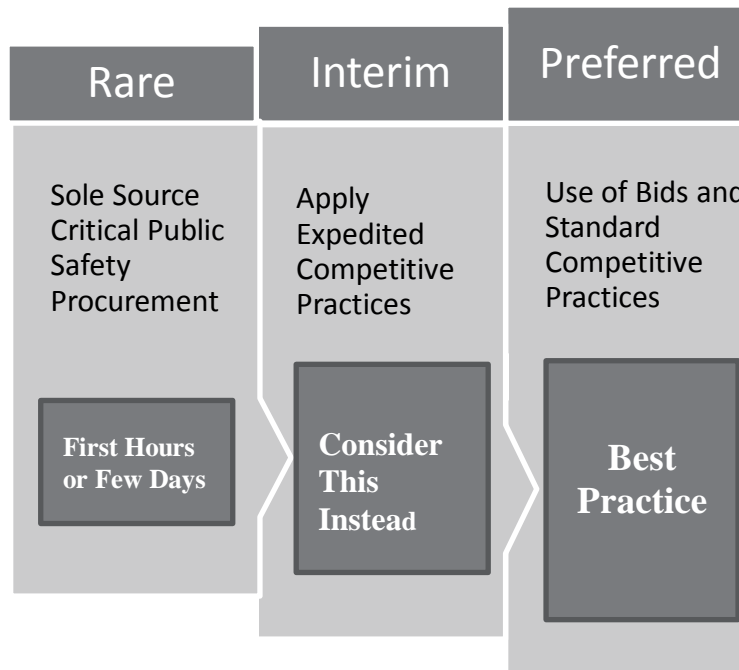 Rare
Sole Source
Critical Public
Safety
Procurement
First Hours
or Few Days
Interim
Apply
Expedited
Competitive
Practices
Consider
This
Instead
Preferred
Use of Bids and
Standard
Competitive
Practices
Best
Practice